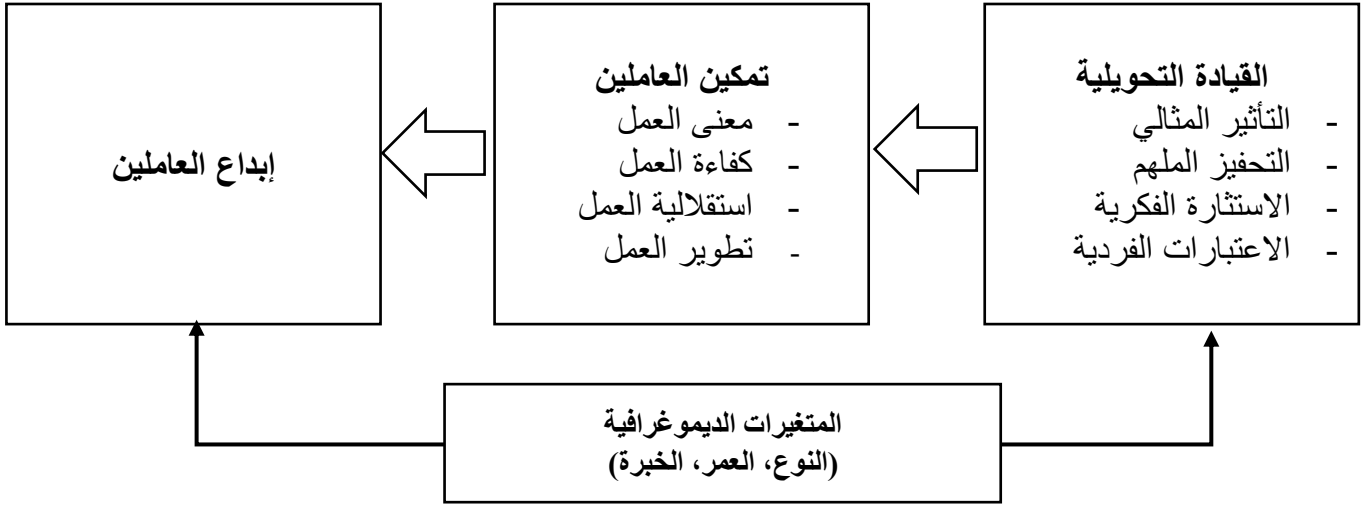 القيادة التحويلية
- التأثير المثالي
- التحفيز الملهم
- الاستثارة الفكرية
- الاعتبارات الفردية
تمكين العاملين
- معنى العمل
- كفاءة العمل
- استقلالية العمل
- تطوير العمل
إبداع العاملين
المتغيرات الديموغرافية
(النوع، العمر، الخبرة)